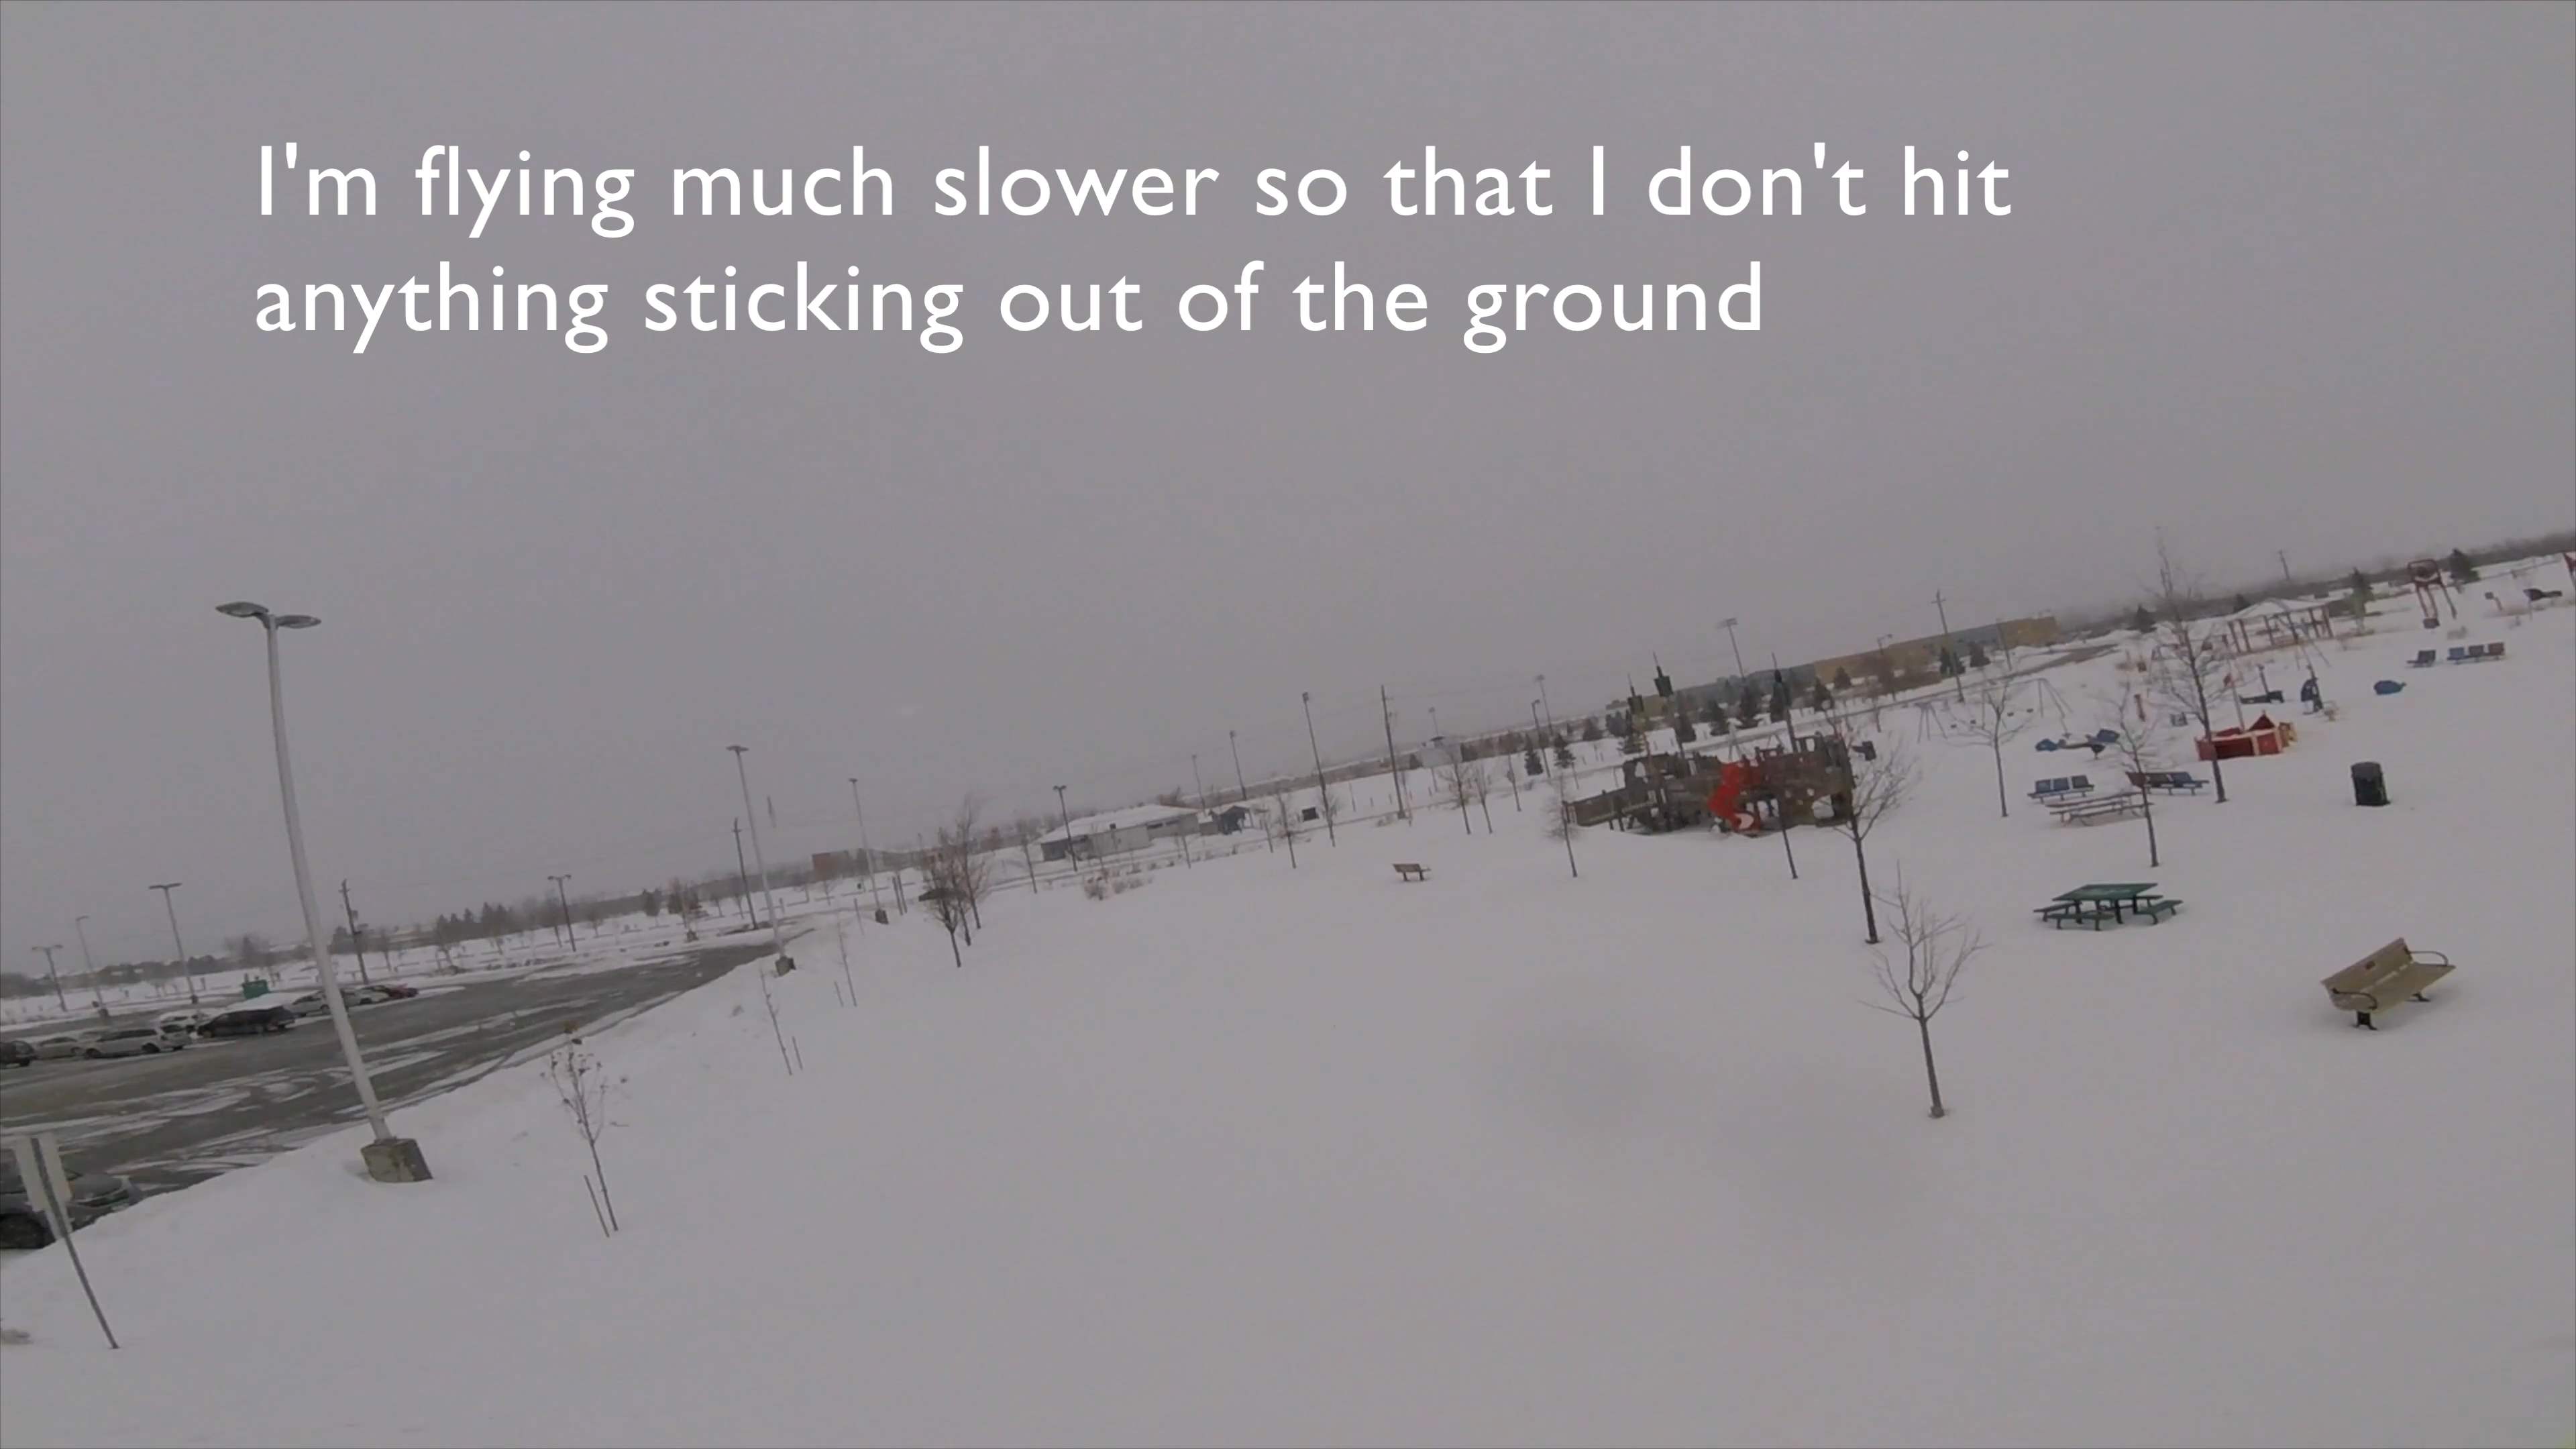 I'm flying much slower so that I don't hit
anything sticking out of the ground